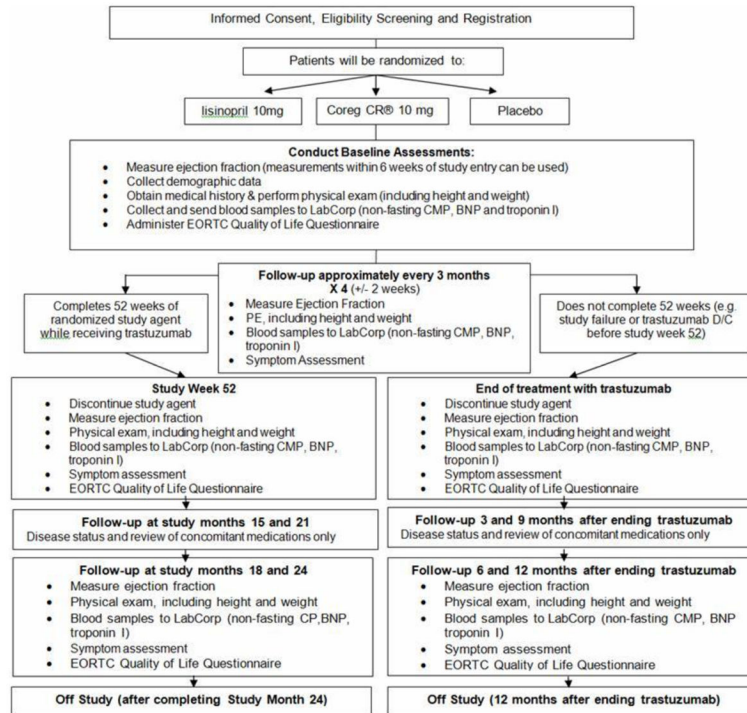 Informed Consent, Eligibility Screening and Registration
Patients will be randomized to:
lisinopril 10mg
Coreg CR® 10 mg
Placebo
Conduct Baseline Assessments:
• Measure ejection fraction (measurements within 6 weeks of study entry can be used)
• Collect demographic data
• Obtain medical history & perform physical exam (including height and weight)
• Collect and send blood samples to LabCorp (non-fasting CMP, BNP and troponin I)
• Administer EORTC Quality of Life Questionnaire
Follow-up approximately every 3 months
X 4 (+/- 2 weeks)
• Measure Ejection Fraction
• PE, including height and weight
• Blood samples to LabCorp (non-fasting CMP, BNP,
troponin I)
• Symptom Assessment
Completes 52 weeks of
randomized study agent
while receiving trastuzumab
Does not complete 52 weeks (e.g.
study failure or trastuzumab D/C
before study week 52)
Study Week 52
• Discontinue study agent
• Measure ejection fraction
• Physical exam, including height and weight
• Blood samples to LabCorp (non-fasting CMP, BNP,
troponin I)
• Symptom assessment
• EORTC Quality of Life Questionnaire
End of treatment with trastuzumab
• Discontinue study agent
• Measure ejection fraction
• Physical exam, including height and weight
• Blood samples to LabCorp (non-fasting CMP, BNP,
troponin I)
• Symptom assessment
• EORTC Quality of Life Questionnaire
Follow-up at study months 15 and 21
Disease status and review of concomitant medications only
Follow-up 3 and 9 months after ending trastuzumab
Disease status and review of concomitant medications only
Follow-up at study months 18 and 24
• Measure ejection fraction
• Physical exam, including height and weight
• Blood samples to LabCorp (non-fasting CP,BNP,
troponin I)
• Symptom assessment
• EORTC Quality of Life Questionnaire
Follow-up 6 and 12 months after ending trastuzumab
• Measure ejection fraction
• Physical exam, including height and weight
• Blood samples to LabCorp (non-fasting CMP, BNP
troponin I)
• Symptom assessment
• EORTC Quality of Life Questionnaire
Off Study (after completing Study Month 24)
Off Study (12 months after ending trastuzumab)